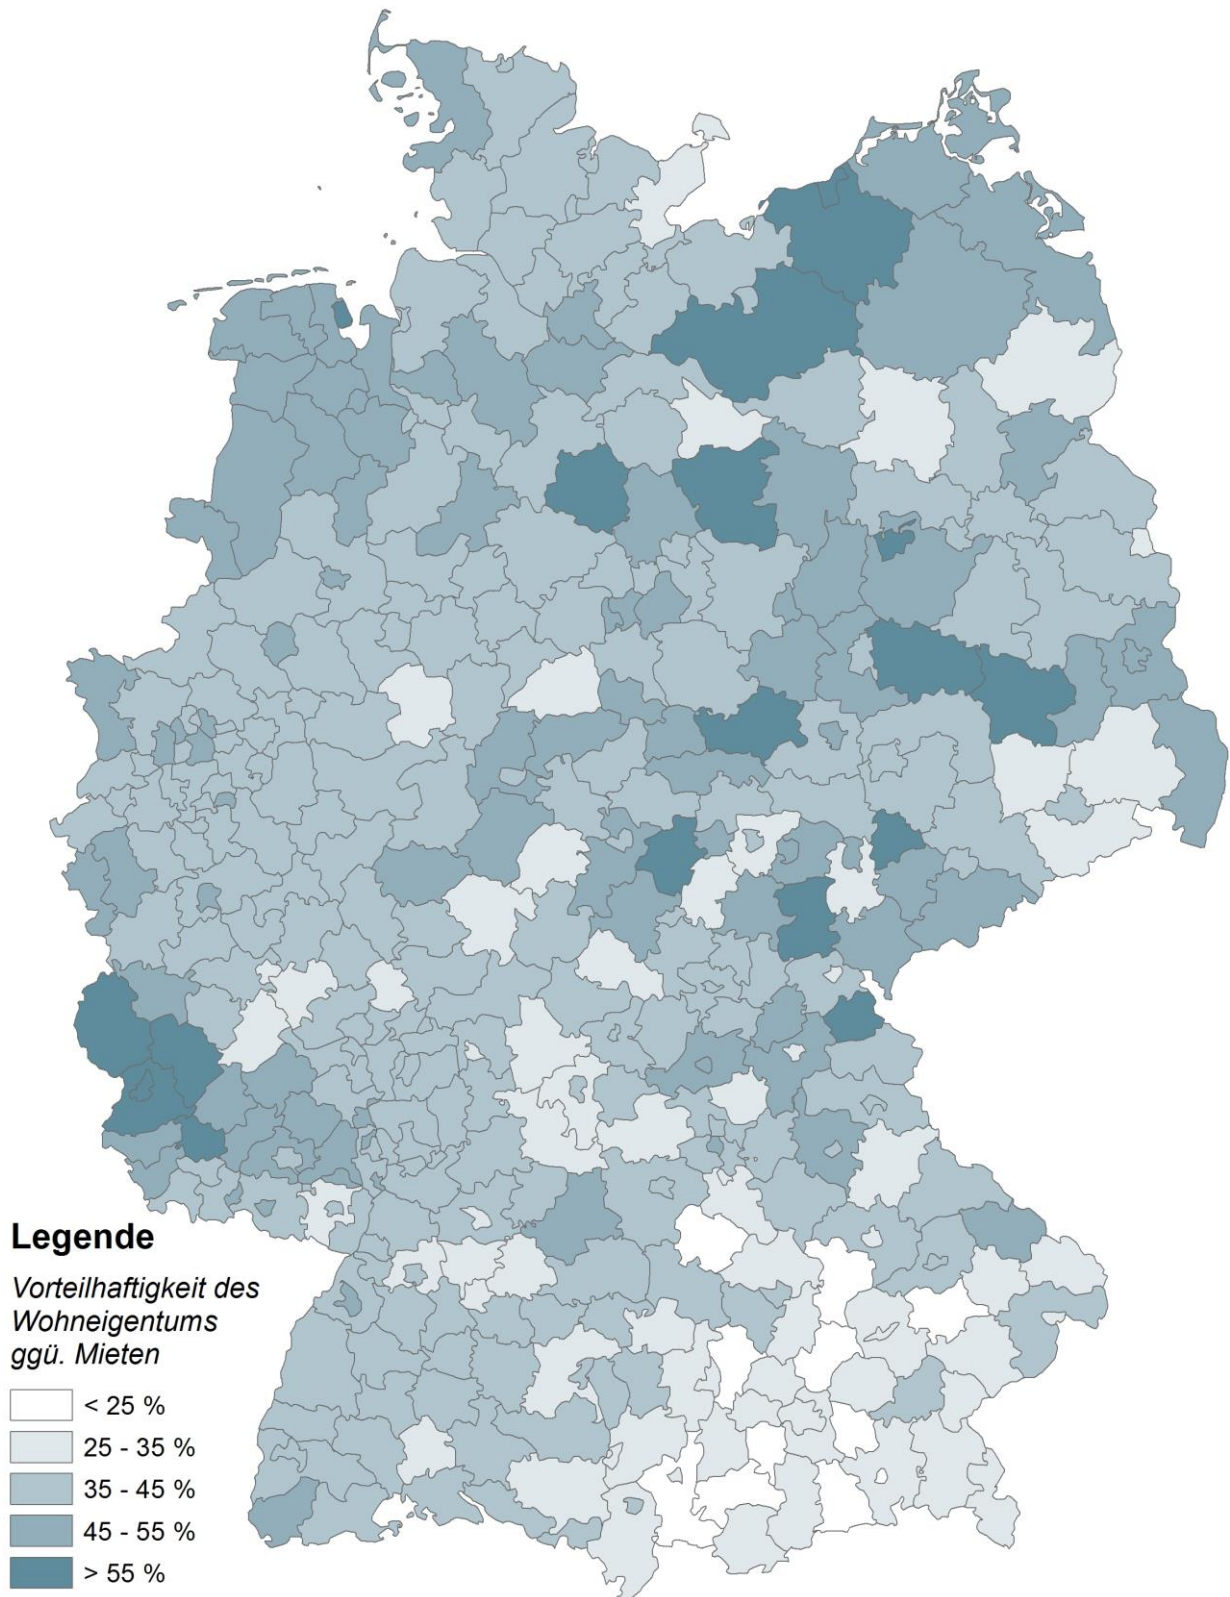 Legende
Vorteilhaftigkeit des
Wohneigentums
ggü. Mieten
< 25 %
25 - 35 %
35 - 45 %
45 - 55 %
> 55 %